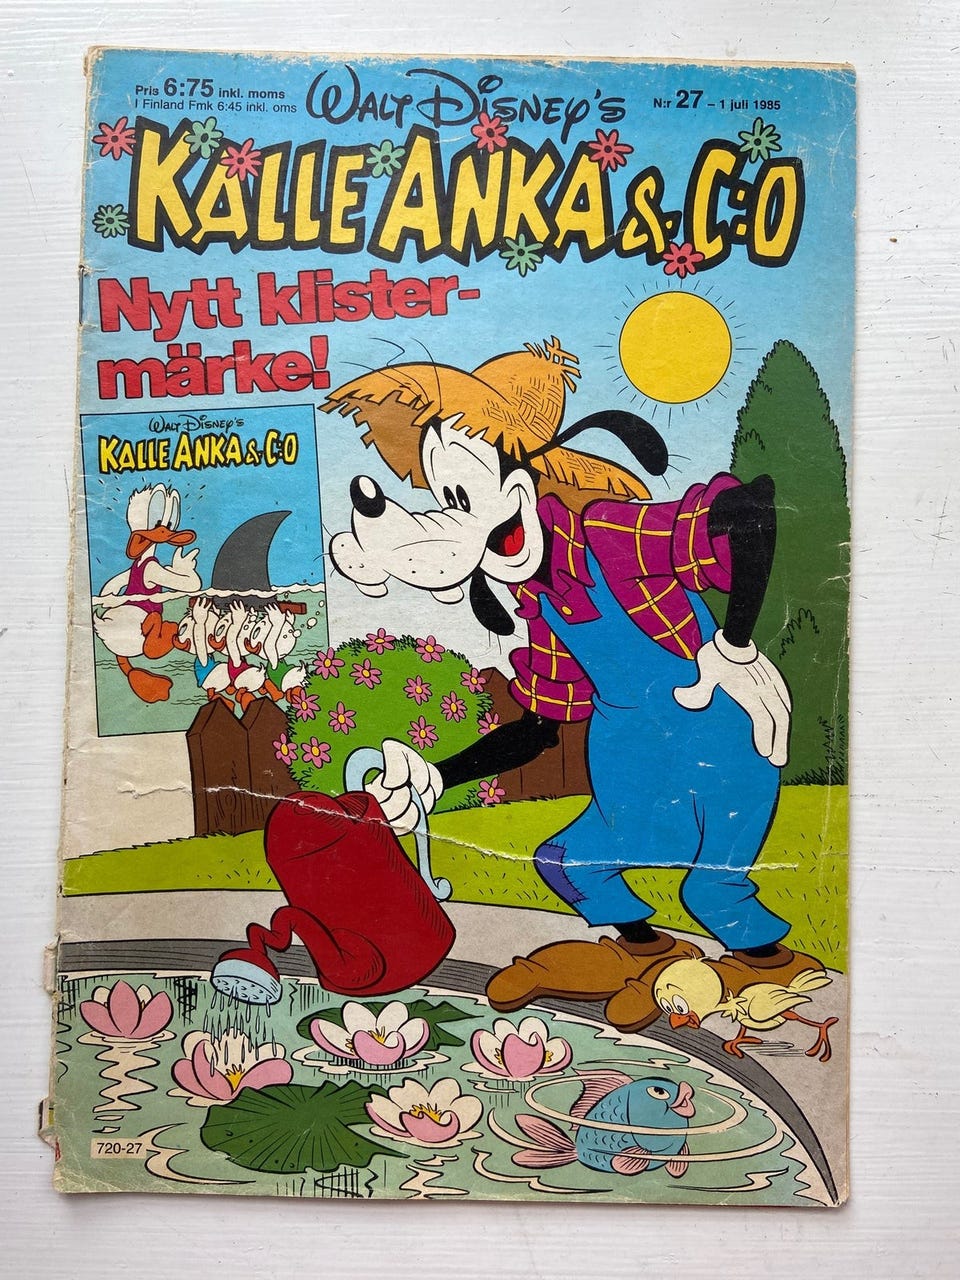 Pris 6:75 inkl. moms
I Finland Fmk 6:45 inkl. oms
WALT DISNEY'S
N:r 27 – 1 juli 1985
KALLE ANKA & C:O
Nytt klister-
märke!
WALT DISNEY'S
KALLE ANKA & C:O
720-27